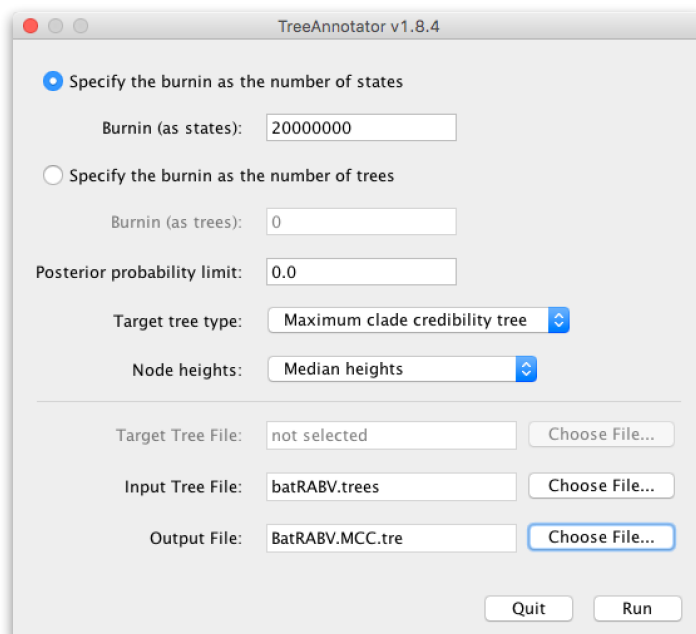 TreeAnnotator v1.8.4
Specify the burnin as the number of states
Burnin (as states): 20000000
Specify the burnin as the number of trees
Burnin (as trees): 0
Posterior probability limit: 0.0
Target tree type: Maximum clade credibility tree
Node heights: Median heights
Target Tree File: not selected Choose File...
Input Tree File: batRABV.trees Choose File...
Output File: BatRABV.MCC.tre Choose File...
Quit Run